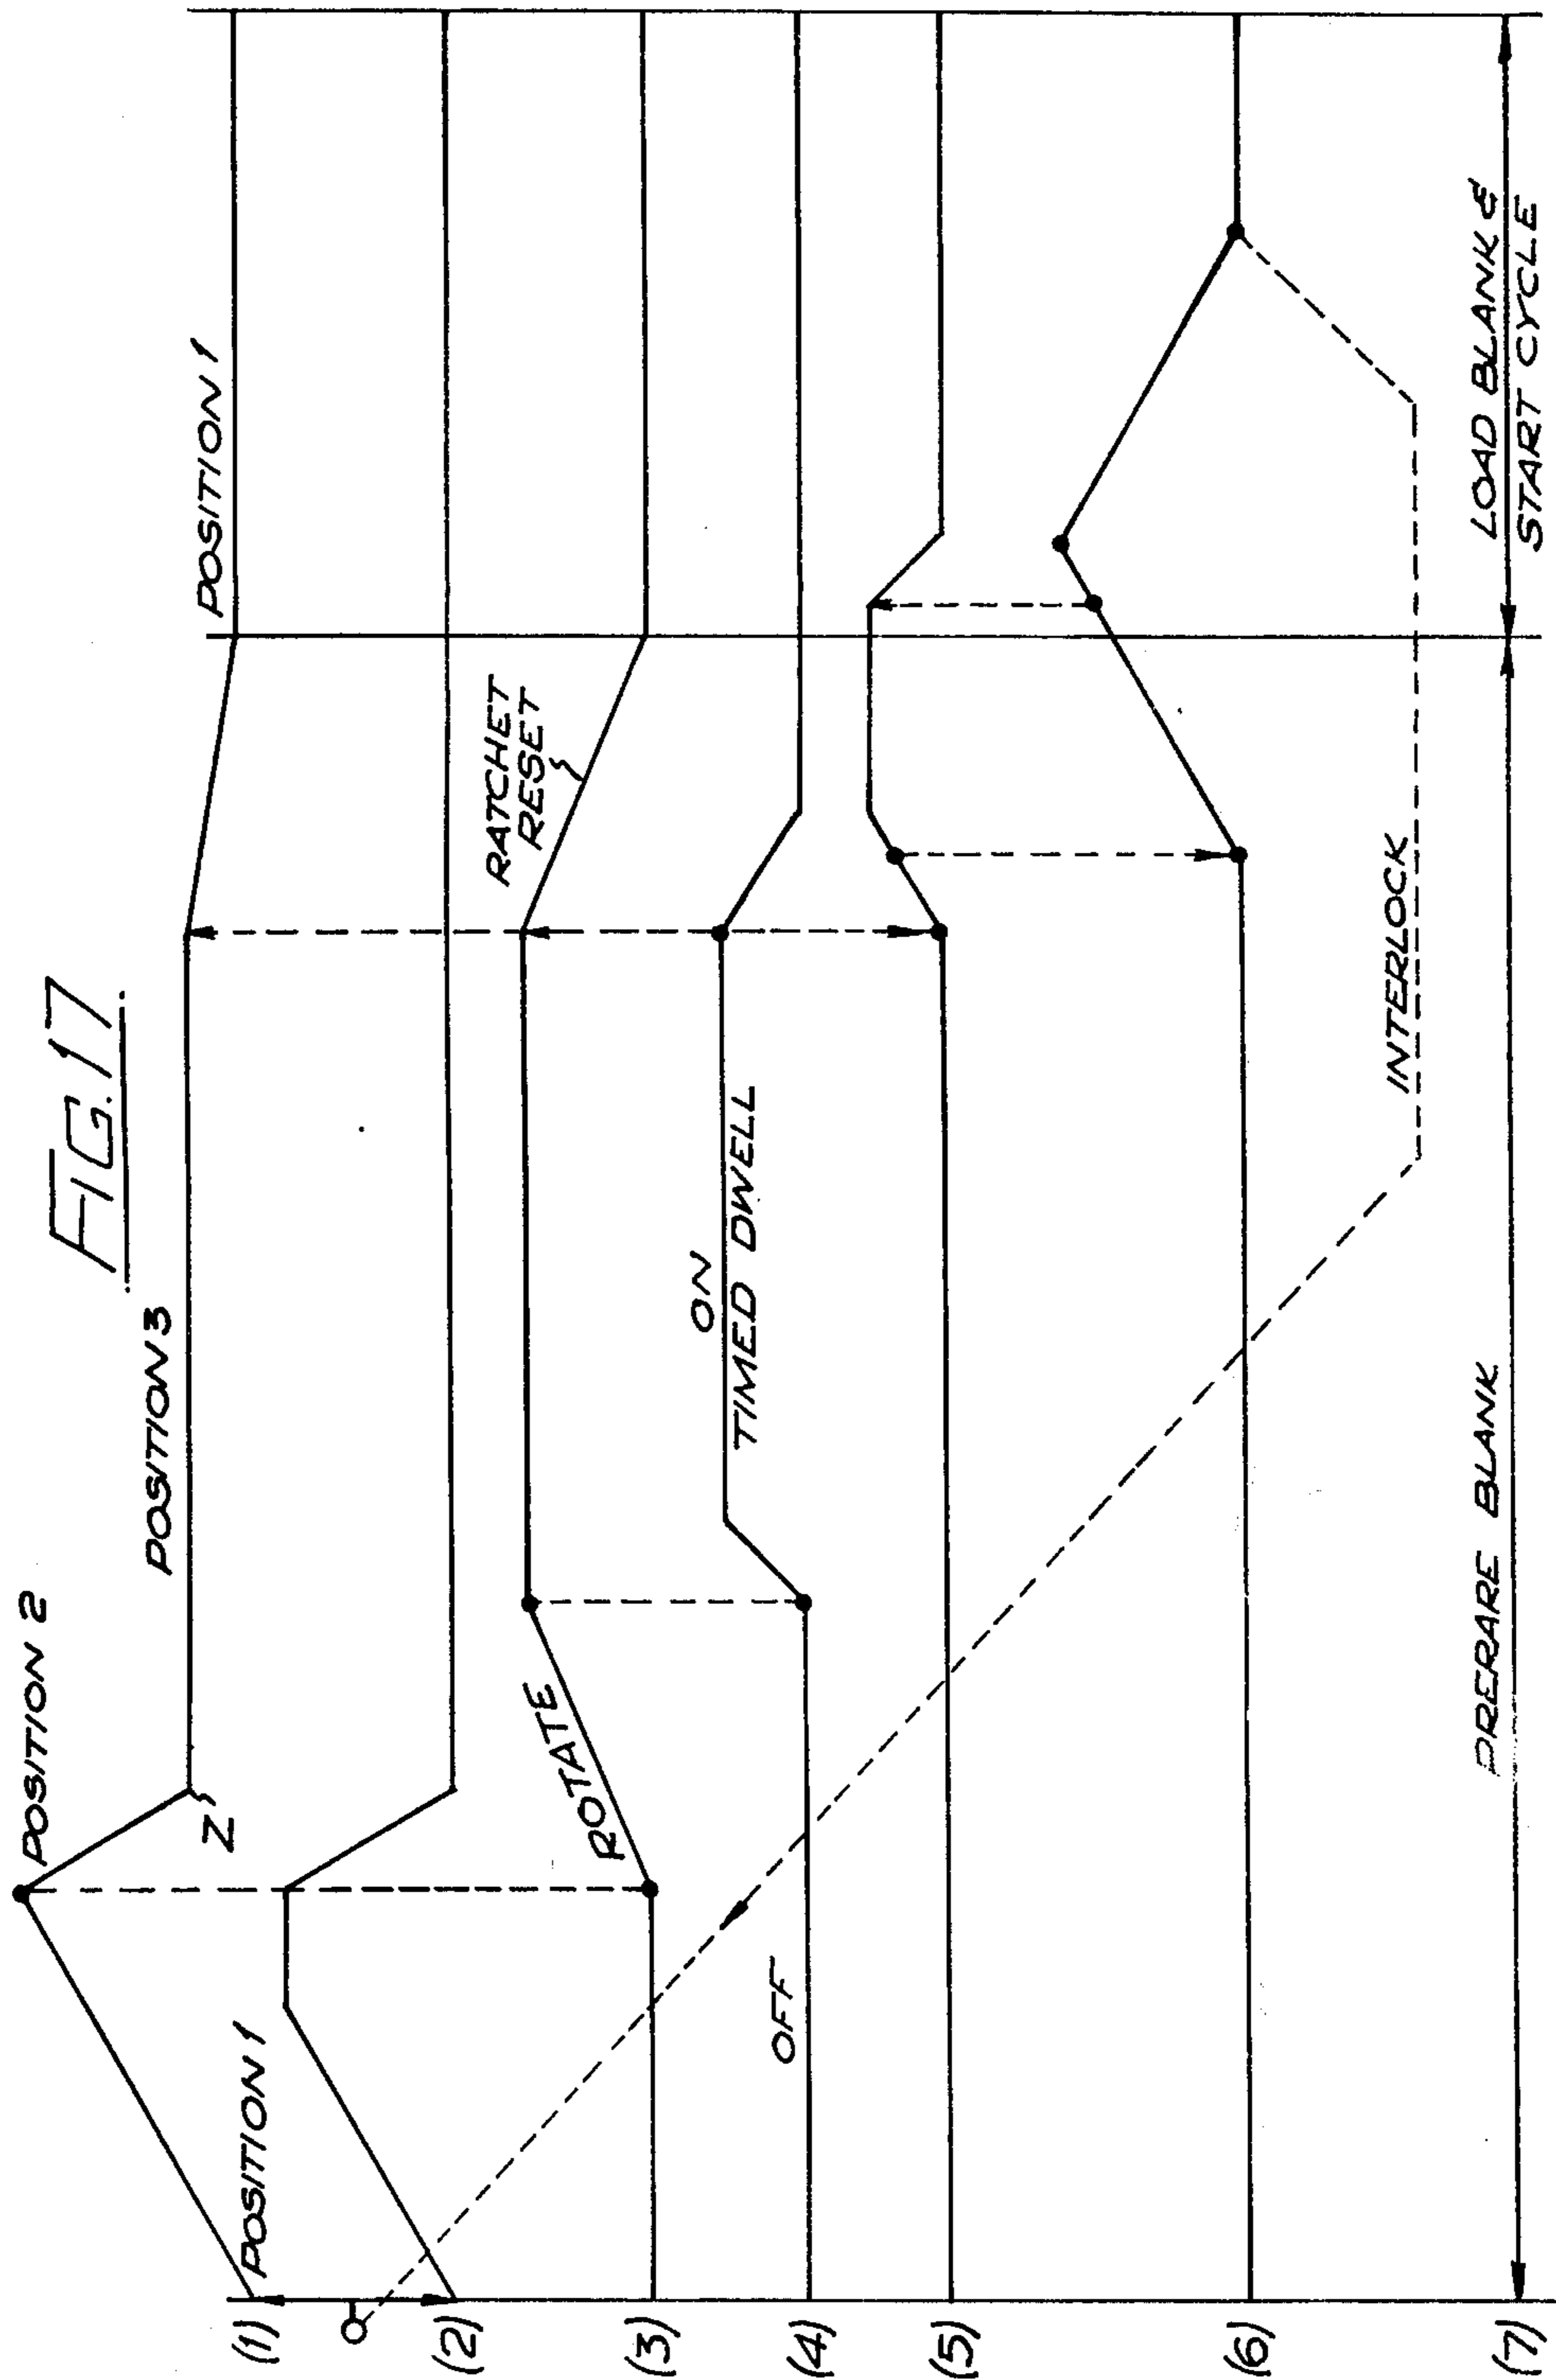 FIG. 17.
POSITION 2
POSITION 3
POSITION 1
Z
POSITION 1
RATCHET
RESET
ROTATE
ON
TIMED DWELL
OFF
INTERLOCK
PRERARE BLANK
LOAD BLANK &
START CYCLE
(1)
(2)
(3)
(4)
(5)
(6)
(7)